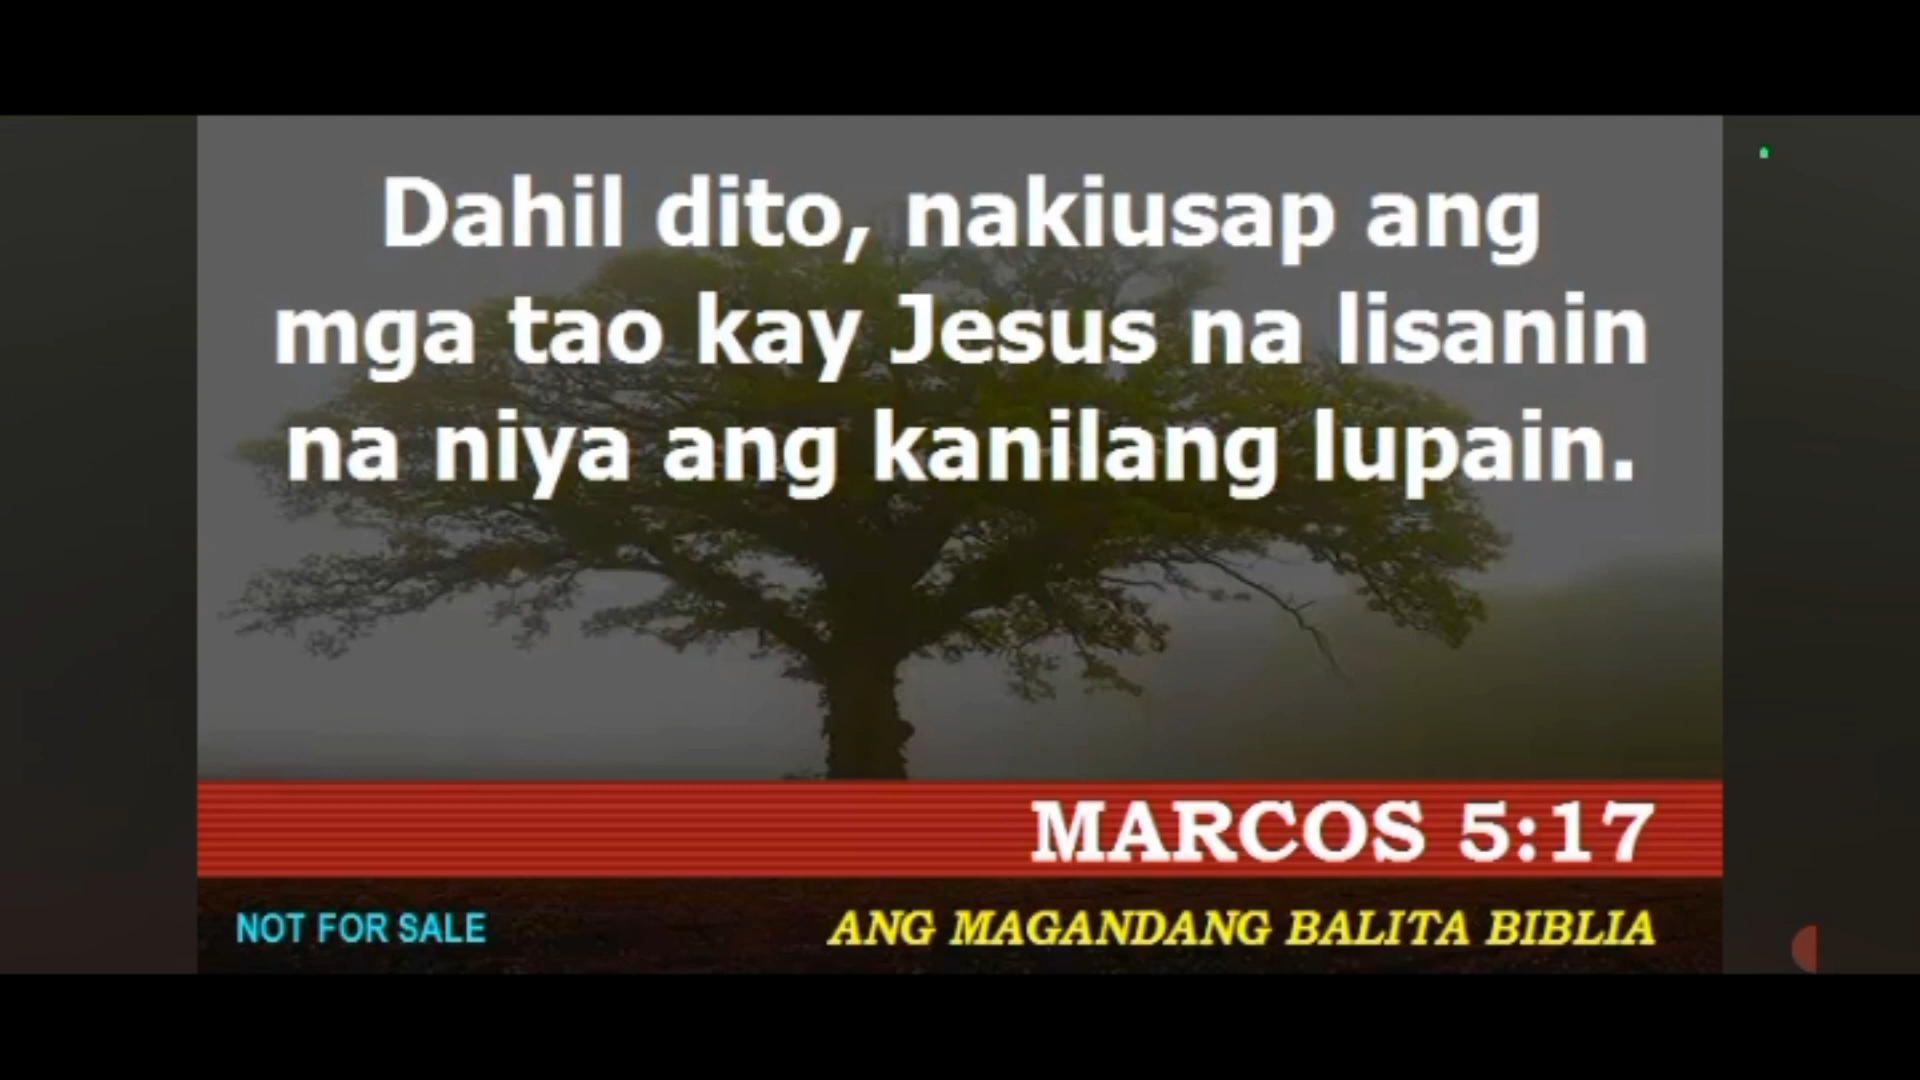 Dahil dito, nakiusap ang
mga tao kay Jesus na lisanin
na niya ang kanilang lupain.
MARCOS 5:17
NOT FOR SALE
ANG MAGANDANG BALITA BIBLIA